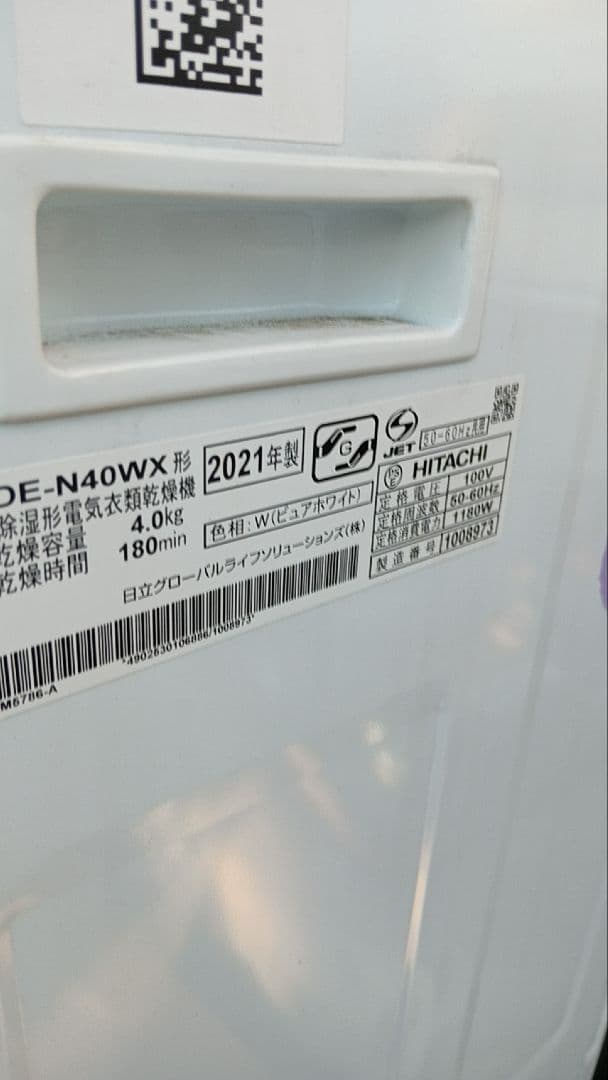 DE-N40WX形
2021年製
除湿形電気衣類乾燥機
乾燥容量 4.0kg
乾燥時間 180min
色相:W(ピュアホワイト)
日立グローバルライフソリューションズ(株)
G
JET
50-60Hz共用
PSE
HITACHI
定格電圧 100V
定格周波数 50-60Hz
定格消費電力 1180W
製造番号 1008973
*4902530106886/1008973*
M5786-A